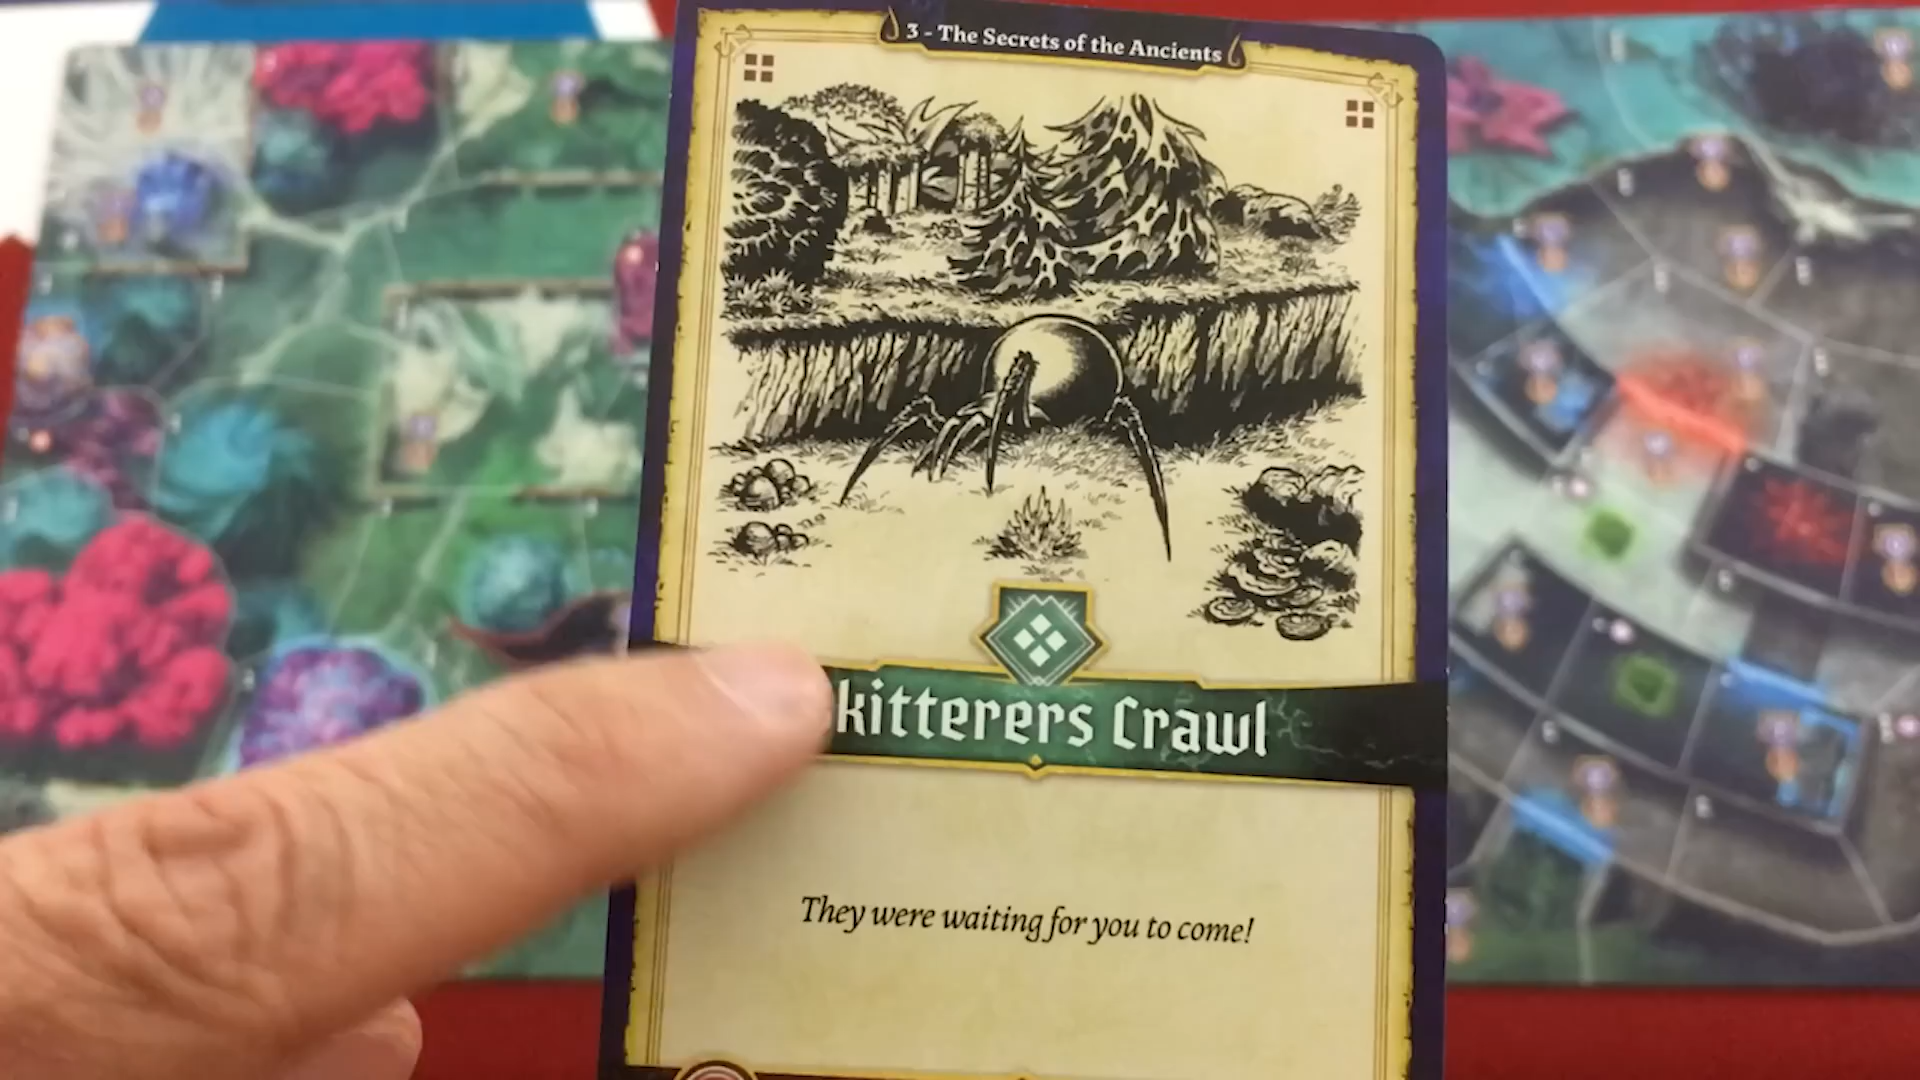 3 - The Secrets of the Ancients
kitterers Crawl
They were waiting for you to come!